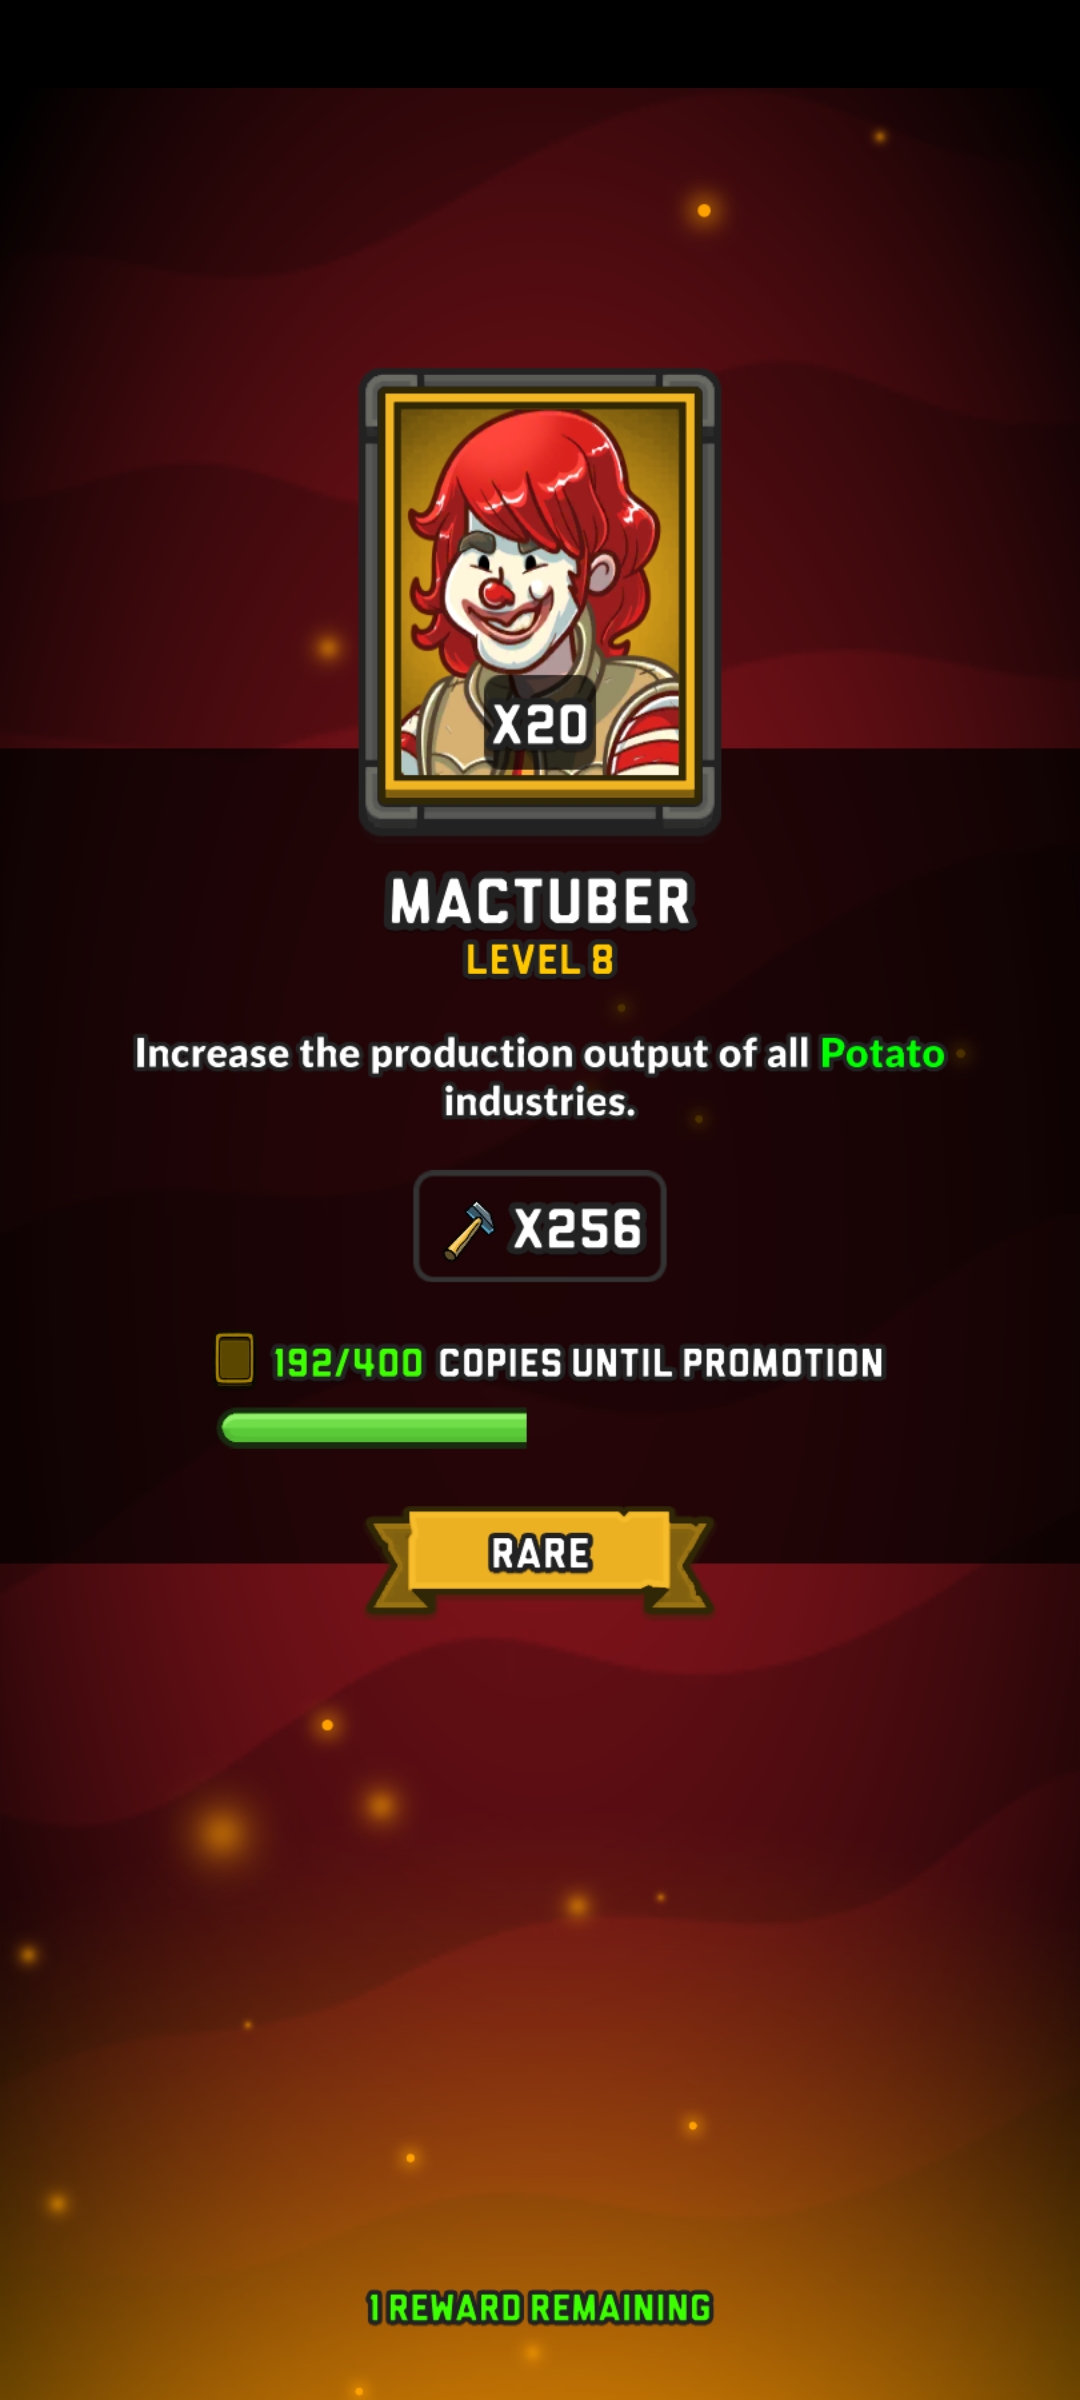 X20
MACTUBER
LEVEL 8
Increase the production output of all Potato
industries.
X256
192/400 COPIES UNTIL PROMOTION
RARE
1 REWARD REMAINING